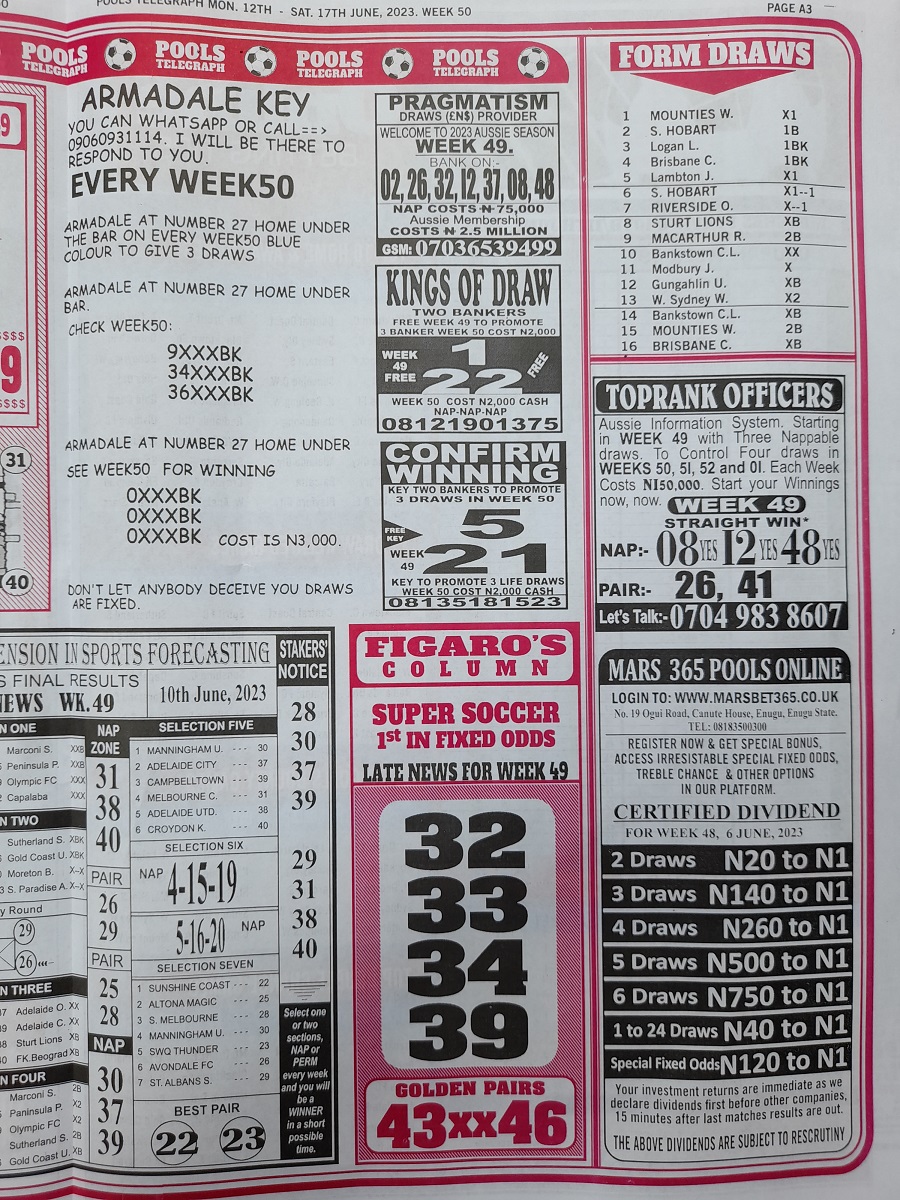 POOLS TELEGRAPH MON. 12TH - SAT. 17TH JUNE, 2023. WEEK 50
PAGE A3
POOLS
TELEGRAPH
POOLS
TELEGRAPH
POOLS
TELEGRAPH
POOLS
TELEGRAPH
ARMADALE KEY
YOU CAN WHATSAPP OR CALL==>
09060931114. I WILL BE THERE TO
RESPOND TO YOU.
EVERY WEEK50
ARMADALE AT NUMBER 27 HOME UNDER
THE BAR ON EVERY WEEK50 BLUE
COLOUR TO GIVE 3 DRAWS
ARMADALE AT NUMBER 27 HOME UNDER
BAR.
CHECK WEEK50:
9XXXBK
34XXXBK
36XXXBK
ARMADALE AT NUMBER 27 HOME UNDER
SEE WEEK50 FOR WINNING
0XXXBK
0XXXBK
0XXXBK COST IS N3,000.
DON'T LET ANYBODY DECEIVE YOU DRAWS
ARE FIXED.
9
$$$$
9
$$$$
31
40
PRAGMATISM
DRAWS (EN$) PROVIDER
WELCOME TO 2023 AUSSIE SEASON
WEEK 49.
BANK ON:-
02, 26, 32, 12, 37, 08, 48
NAP COSTS ₦ 75,000
Aussie Membership
COSTS ₦ 2.5 MILLION
GSM: 07036539499
KINGS OF DRAW
TWO BANKERS
FREE WEEK 49 TO PROMOTE
3 BANKER WEEK 50 COST N2,000
WEEK
49
FREE
1
22
FREE
WEEK 50 COST N2,000 CASH
NAP-NAP-NAP
08121901375
CONFIRM
WINNING
KEY TWO BANKERS TO PROMOTE
3 DRAWS IN WEEK 50
FREE
KEY
WEEK
49
5
21
KEY TO PROMOTE 3 LIFE DRAWS
WEEK 50 COST N2,000 CASH
08135181523
FORM DRAWS
1 MOUNTIES W. X1
2 S. HOBART 1B
3 Logan L. 1BK
4 Brisbane C. 1BK
5 Lambton J. X1
6 S. HOBART X1--1
7 RIVERSIDE O. X--1
8 STURT LIONS XB
9 MACARTHUR R. 2B
10 Bankstown C.L. XX
11 Modbury J. X
12 Gungahlin U. XB
13 W. Sydney W. X2
14 Bankstown C.L. XB
15 MOUNTIES W. 2B
16 BRISBANE C. XB
TOPRANK OFFICERS
Aussie Information System. Starting
in WEEK 49 with Three Nappable
draws. To Control Four draws in
WEEKS 50, 5I, 52 and 0I. Each Week
Costs NI50,000. Start your Winnings
now, now. WEEK 49
STRAIGHT WIN*
NAP:- 08 YES 12 YES 48 YES
PAIR:- 26, 41
Let's Talk:- 0704 983 8607
ENSION IN SPORTS FORECASTING
S FINAL RESULTS
NEWS WK.49
10th June, 2023
N ONE
Marconi S. XXB
Peninsula P. XXB
Olympic FC XXX
Capalaba XXX
N TWO
Sutherland S. XBK
Gold Coast U. XBK
Moreton B. X--X
S. Paradise A. X--X
y Round
29
26
N THREE
Adelaide O. XX
Adelaide C. XX
Sturt Lions XB
FK.Beograd XB
N FOUR
Marconi S. 2B
Paninsula P. X2
Olympic FC X2
Sutherland S. 2B
Gold Coast U. XB
NAP
ZONE
31
38
40
PAIR
26
29
PAIR
25
28
NAP
30
37
39
SELECTION FIVE
1 MANNINGHAM U. --- 30
2 ADELAIDE CITY --- 37
3 CAMPBELLTOWN --- 39
4 MELBOURNE C. --- 31
5 ADELAIDE UTD. --- 38
6 CROYDON K. --- 40
SELECTION SIX
NAP 4-15-19
5-16-20 NAP
SELECTION SEVEN
1 SUNSHINE COAST --- 22
2 ALTONA MAGIC --- 25
3 S. MELBOURNE --- 28
4 MANNINGHAM U. --- 30
5 SWQ THUNDER --- 23
6 AVONDALE FC --- 26
7 ST. ALBANS S. --- 29
BEST PAIR
22 23
STAKERS'
NOTICE
28
30
37
39
29
31
38
40
Select one
or two
sections,
NAP or
PERM
every week
and you will
be a
WINNER
in a short
possible
time.
FIGARO'S
COLUMN
SUPER SOCCER
1st IN FIXED ODDS
LATE NEWS FOR WEEK 49
32
33
34
39
GOLDEN PAIRS
43xx46
MARS 365 POOLS ONLINE
LOGIN TO: WWW.MARSBET365.CO.UK
No. 19 Ogui Road, Canute House, Enugu, Enugu State.
TEL: 08183500300
REGISTER NOW & GET SPECIAL BONUS,
ACCESS IRRESISTABLE SPECIAL FIXED ODDS,
TREBLE CHANCE & OTHER OPTIONS
IN OUR PLATFORM.
CERTIFIED DIVIDEND
FOR WEEK 48, 6 JUNE, 2023
2 Draws N20 to N1
3 Draws N140 to N1
4 Draws N260 to N1
5 Draws N500 to N1
6 Draws N750 to N1
1 to 24 Draws N40 to N1
Special Fixed Odds N120 to N1
Your investment returns are immediate as we
declare dividends first before other companies,
15 minutes after last matches results are out.
THE ABOVE DIVIDENDS ARE SUBJECT TO RESCRUTINY